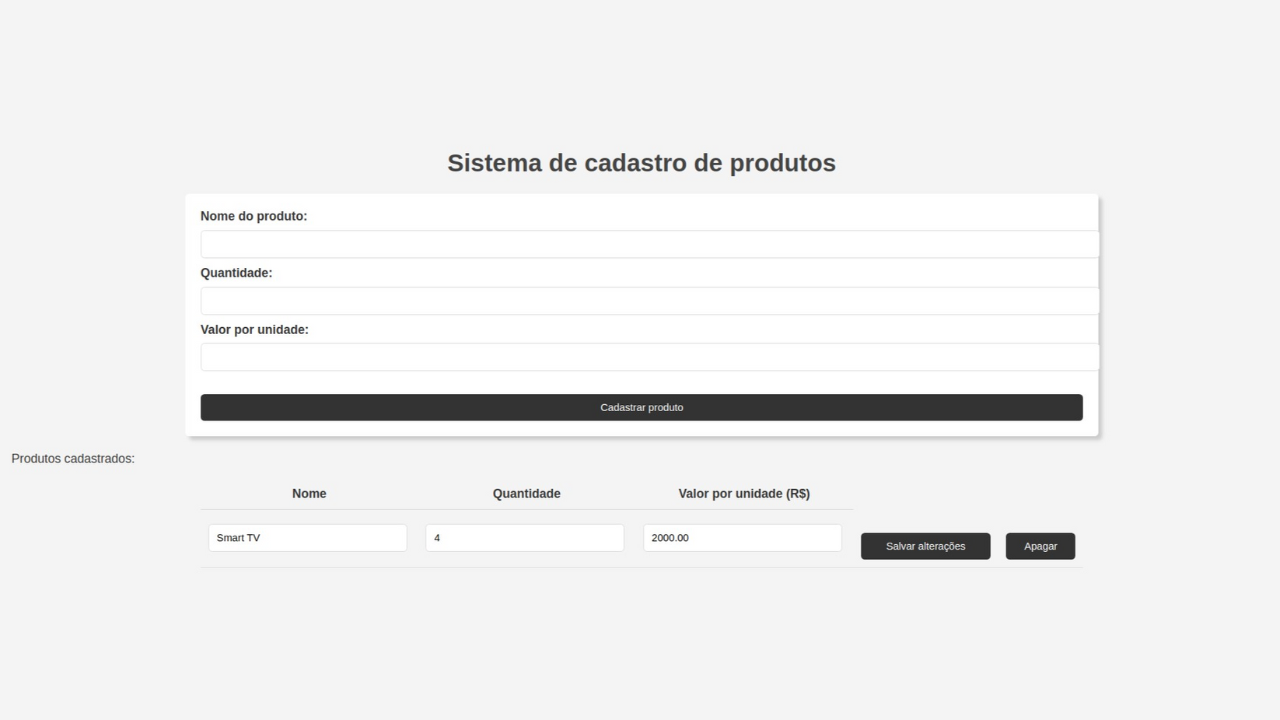 Sistema de cadastro de produtos
Nome do produto:
Quantidade:
Valor por unidade:
Cadastrar produto
Produtos cadastrados:
Nome Quantidade Valor por unidade (R$)
Smart TV 4 2000.00 Salvar alterações Apagar